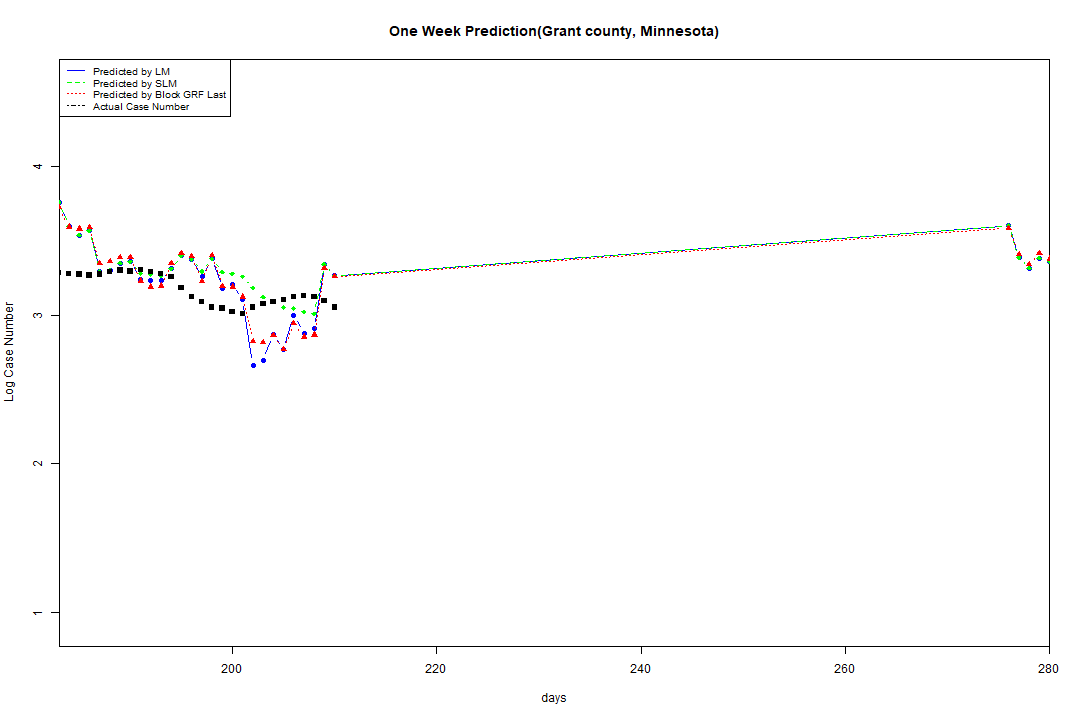 One Week Prediction(Grant county, Minnesota)
Predicted by LM
Predicted by SLM
Predicted by Block GRF Last
Actual Case Number
4
3
2
1
Log Case Number
200
220
240
260
280
days